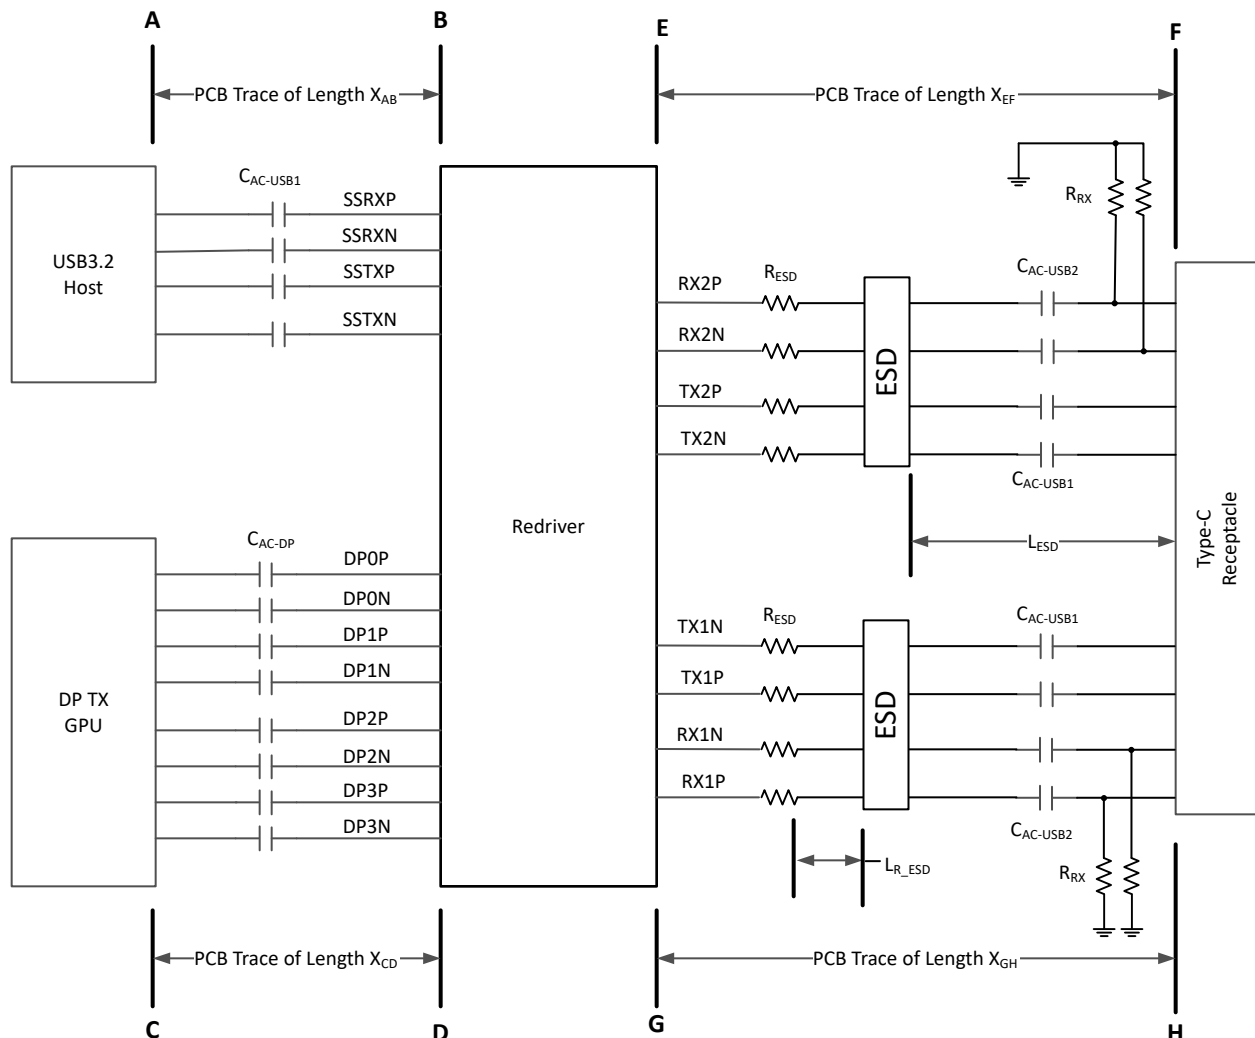 A
B
E
F
PCB Trace of Length XAB
PCB Trace of Length XEF
CAC-USB1
SSRXP
SSRXN
SSTXP
SSTXN
USB3.2
Host
RRX
CAC-USB2
RX2P
RESD
RX2N
TX2P
TX2N
ESD
CAC-USB1
Redriver
LESD
Type-C
Receptacle
CAC-DP
DP0P
DP0N
DP1P
DP1N
DP2P
DP2N
DP3P
DP3N
DP TX
GPU
TX1N
RESD
CAC-USB1
TX1P
RX1N
RX1P
ESD
CAC-USB2
LR_ESD
RRX
PCB Trace of Length XCD
PCB Trace of Length XGH
C
D
G
H